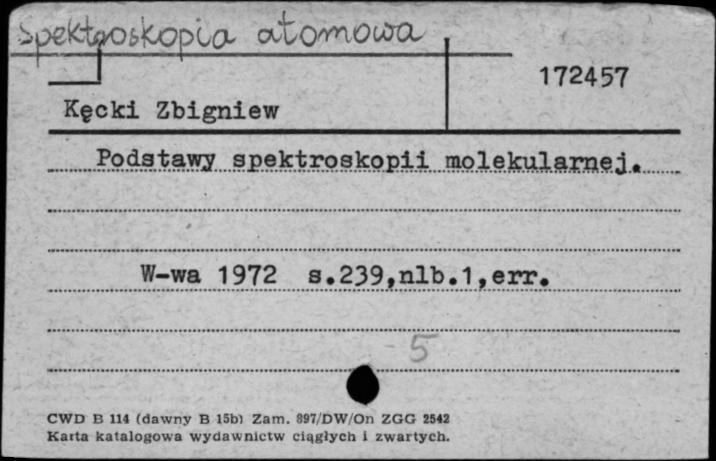 Spektroskopia atomowa
172457
Kęcki Zbigniew
Podstawy spektroskopii molekularnej.
W-wa 1972 s.239,nlb.1,err.
5
CWD B 114 (dawny B 15b) Zam. 897/DW/On ZGG 2542
Karta katalogowa wydawnictw ciągłych i zwartych.